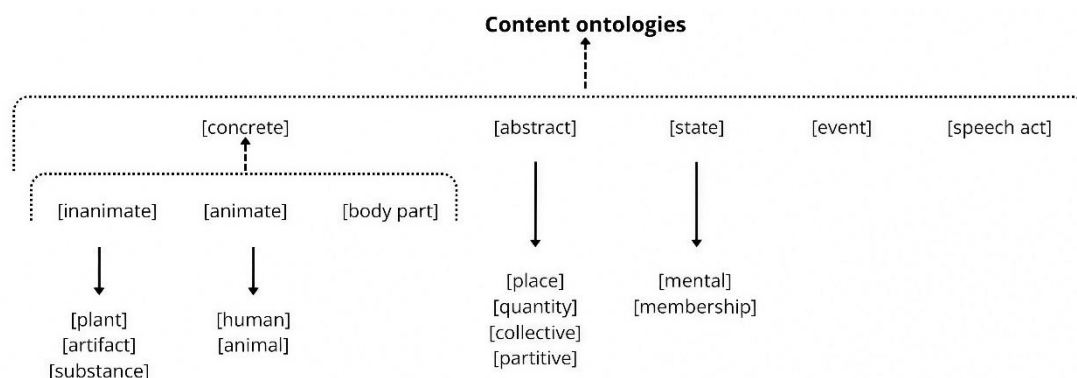 Content ontologies
[concrete] [abstract] [state] [event] [speech act]
[inanimate] [animate] [body part]
[place] [mental]
[quantity] [membership]
[plant] [human] [collective]
[artifact] [animal] [partitive]
[substance]